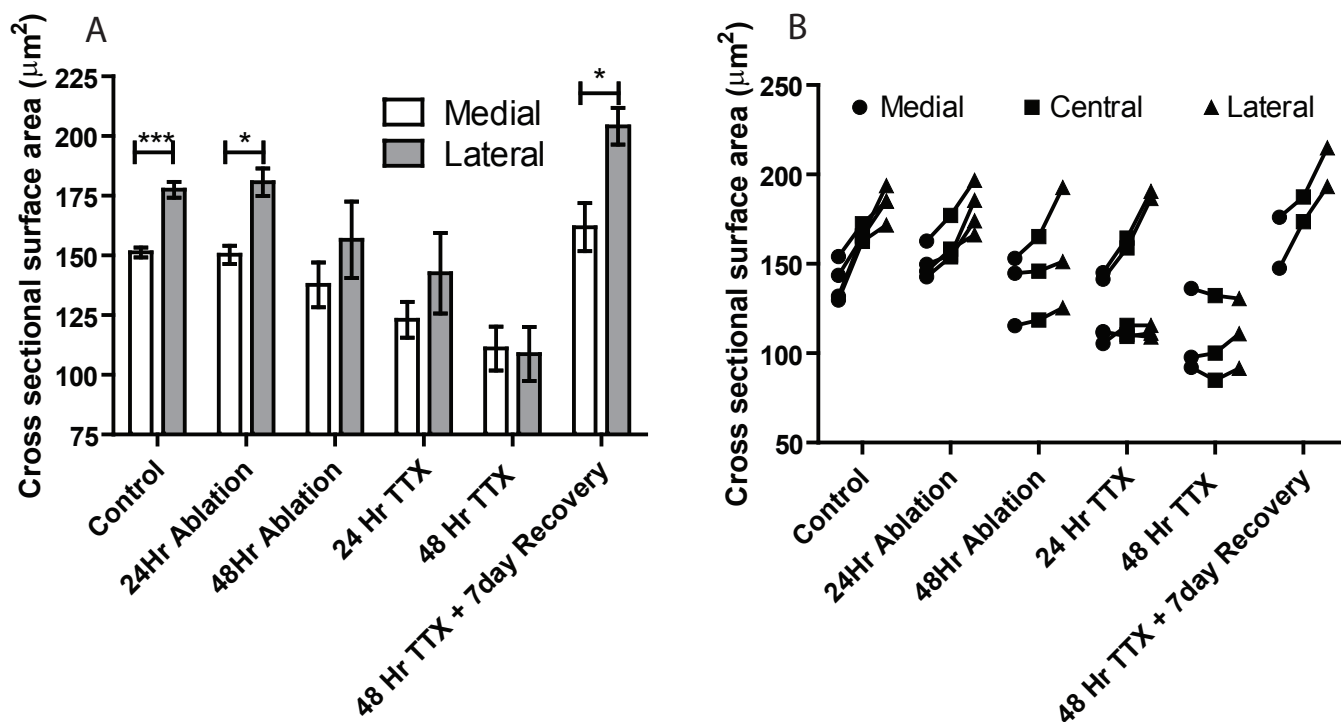 A
Cross sectional surface area (μm²)
225
200
175
150
125
100
75
***
*
*
Medial
Lateral
Control
24Hr Ablation
48Hr Ablation
24 Hr TTX
48 Hr TTX
48 Hr TTX + 7day Recovery
B
Cross sectional surface area (μm²)
250
200
150
100
50
Medial Central Lateral
Control
24Hr Ablation
48Hr Ablation
24 Hr TTX
48 Hr TTX
48 Hr TTX + 7day Recovery